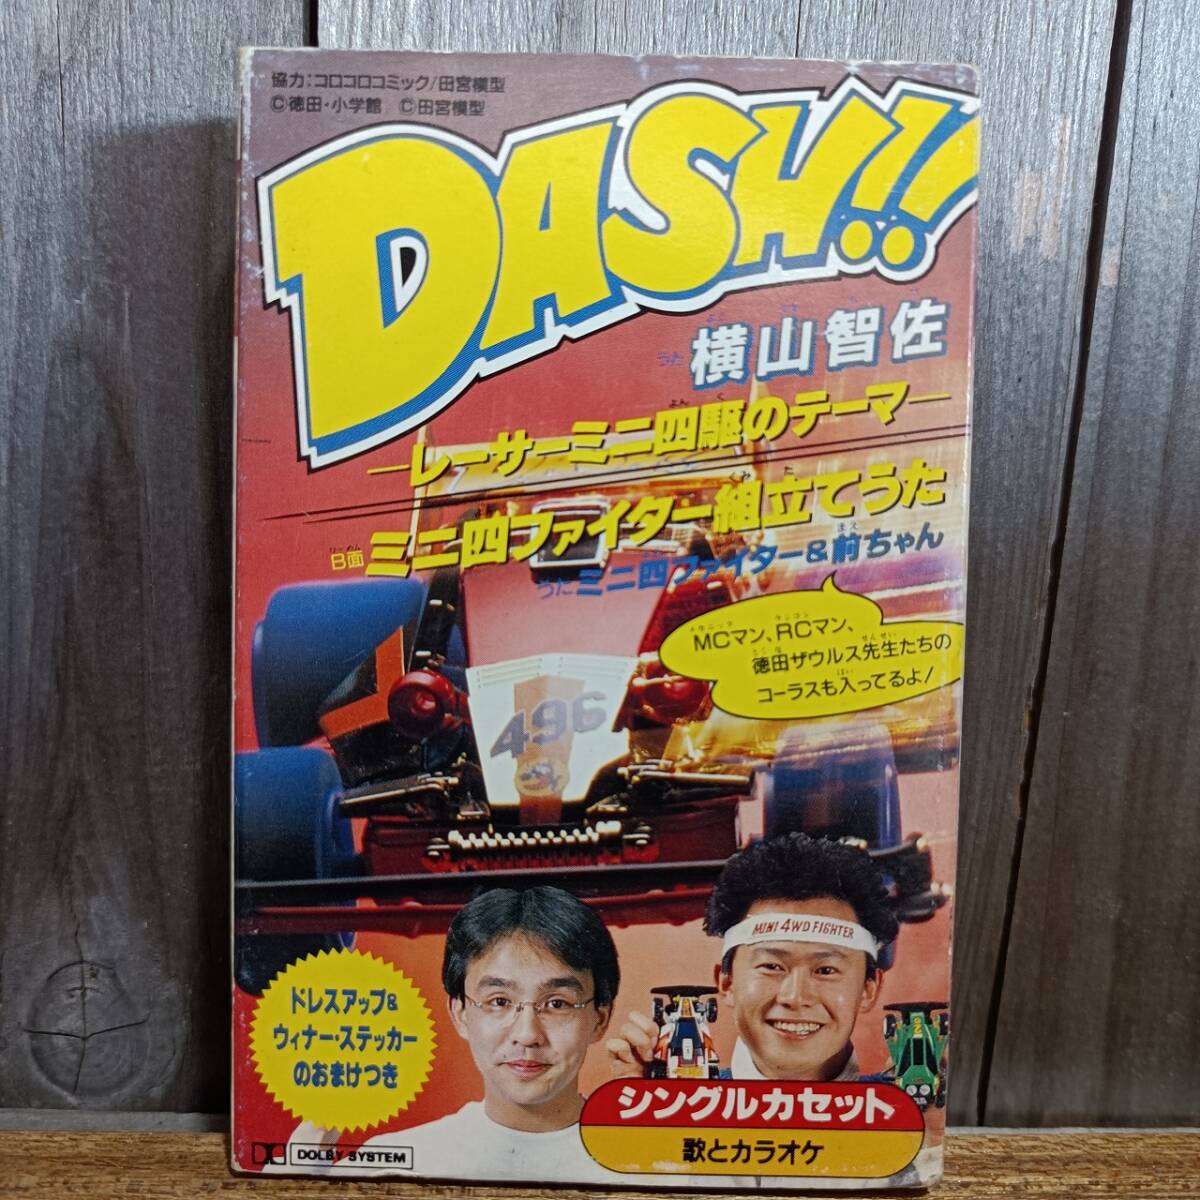 協力:コロコロコミック/田宮模型
©徳田・小学館 ©田宮模型
DASH!!
うた 横山智佐
―レーサーミニ四駆のテーマ―
B面 ミニ四ファイター組立てうた
うた ミニ四ファイター&前ちゃん
MCマン、RCマン、
徳田ザウルス先生たちの
コーラスも入ってるよ!
496
MINI 4WD FIGHTER
ドレスアップ&
ウィナー・ステッカー
のおまけつき
シングルカセット
歌とカラオケ
DOLBY SYSTEM